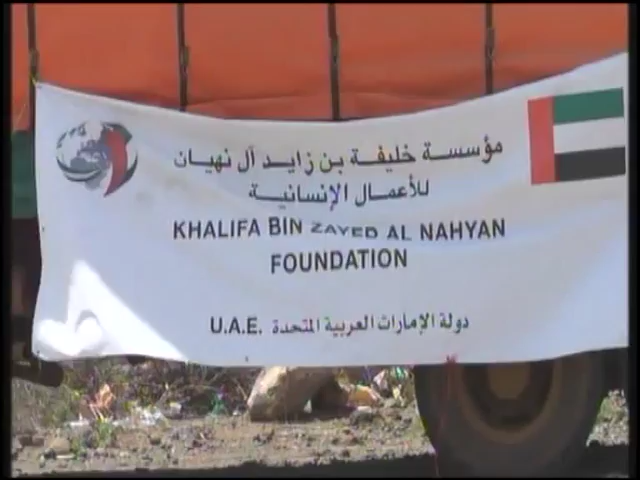 مؤسسة خليفة بن زايد آل نهيان
للأعمال الإنسانية
KHALIFA BIN ZAYED AL NAHYAN
FOUNDATION
U.A.E. دولة الإمارات العربية المتحدة